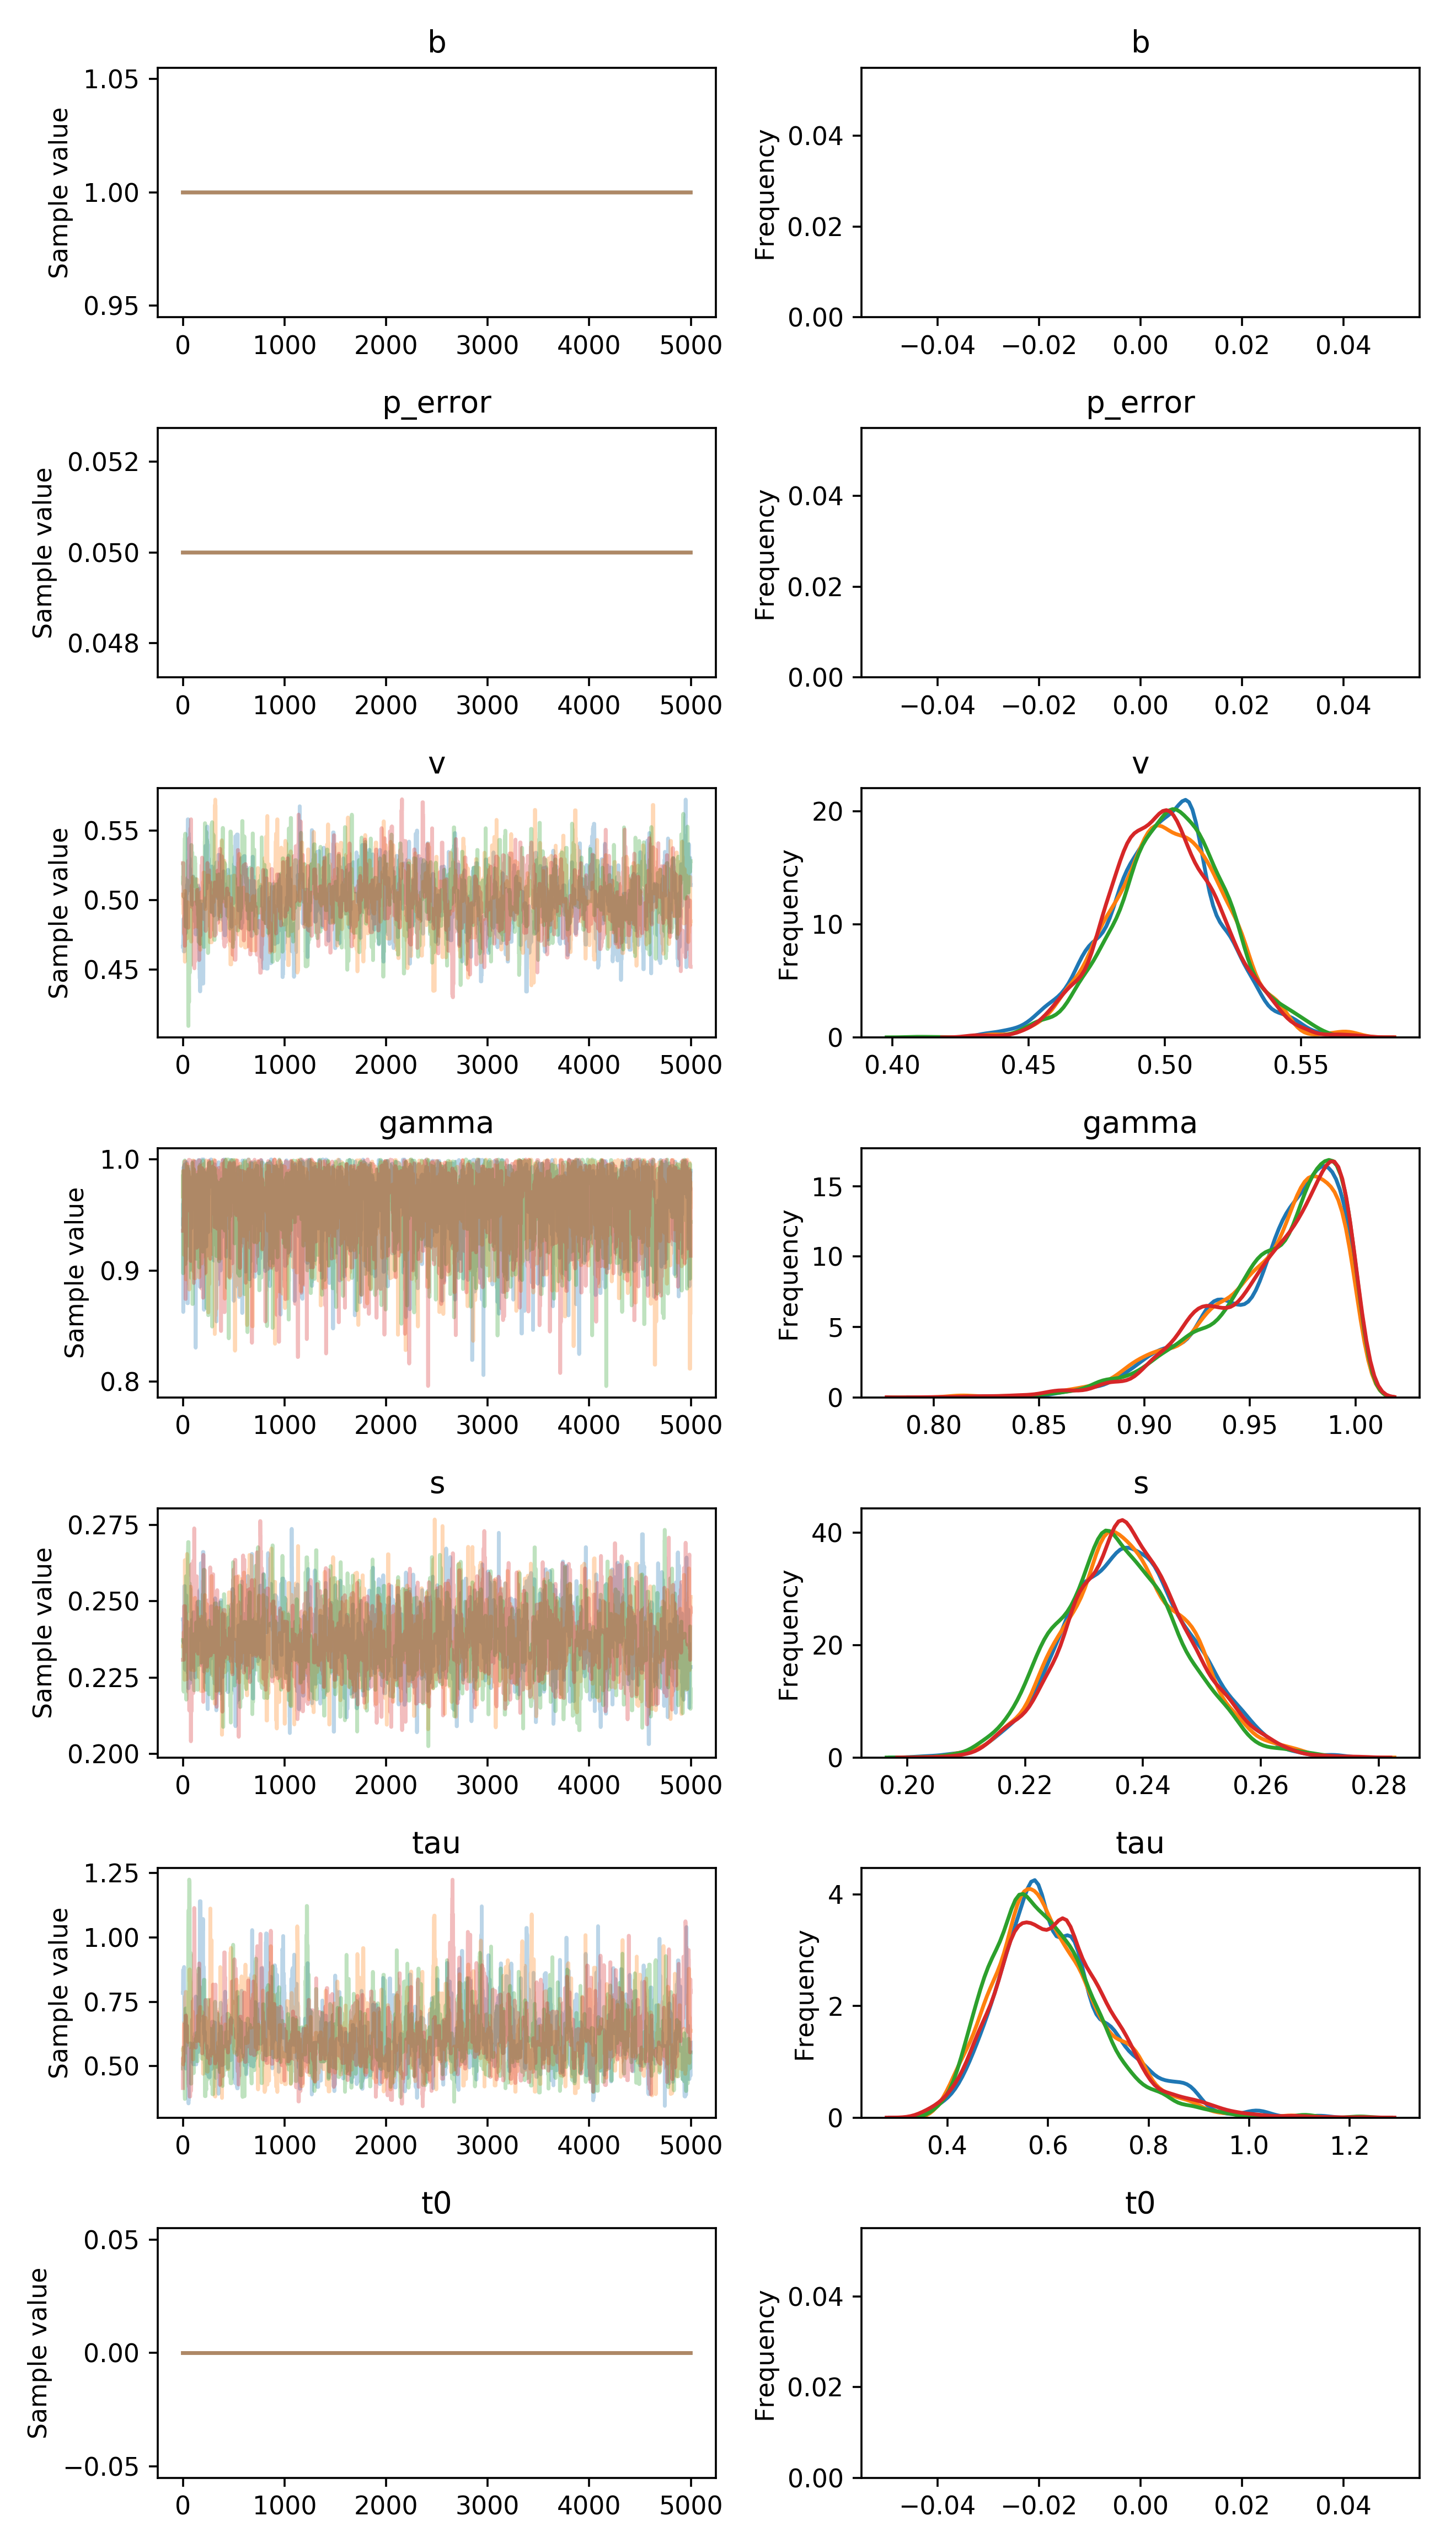 b
b
1.05
1.00
0.95
Sample value
0 1000 2000 3000 4000 5000
0.04
0.02
0.00
Frequency
−0.04 −0.02 0.00 0.02 0.04
p_error
p_error
0.052
0.050
0.048
Sample value
0 1000 2000 3000 4000 5000
0.04
0.02
0.00
Frequency
−0.04 −0.02 0.00 0.02 0.04
v
v
0.55
0.50
0.45
Sample value
0 1000 2000 3000 4000 5000
20
10
0
Frequency
0.40 0.45 0.50 0.55
gamma
gamma
1.0
0.9
0.8
Sample value
0 1000 2000 3000 4000 5000
15
10
5
0
Frequency
0.80 0.85 0.90 0.95 1.00
s
s
0.275
0.250
0.225
0.200
Sample value
0 1000 2000 3000 4000 5000
40
20
0
Frequency
0.20 0.22 0.24 0.26 0.28
tau
tau
1.25
1.00
0.75
0.50
Sample value
0 1000 2000 3000 4000 5000
4
2
0
Frequency
0.4 0.6 0.8 1.0 1.2
t0
t0
0.05
0.00
−0.05
Sample value
0 1000 2000 3000 4000 5000
0.04
0.02
0.00
Frequency
−0.04 −0.02 0.00 0.02 0.04